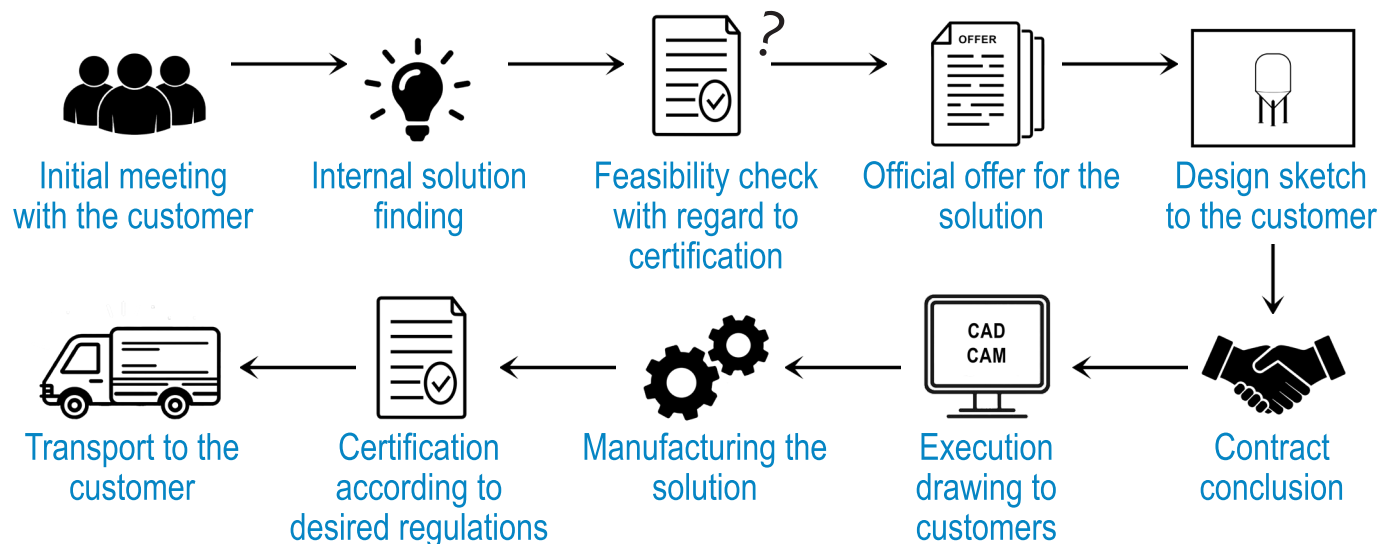 ?
OFFER
Initial meeting
with the customer
Internal solution
finding
Feasibility check
with regard to
certification
Official offer for the
solution
Design sketch
to the customer
CAD
CAM
Transport to the
customer
Certification
according to
desired regulations
Manufacturing the
solution
Execution
drawing to
customers
Contract
conclusion